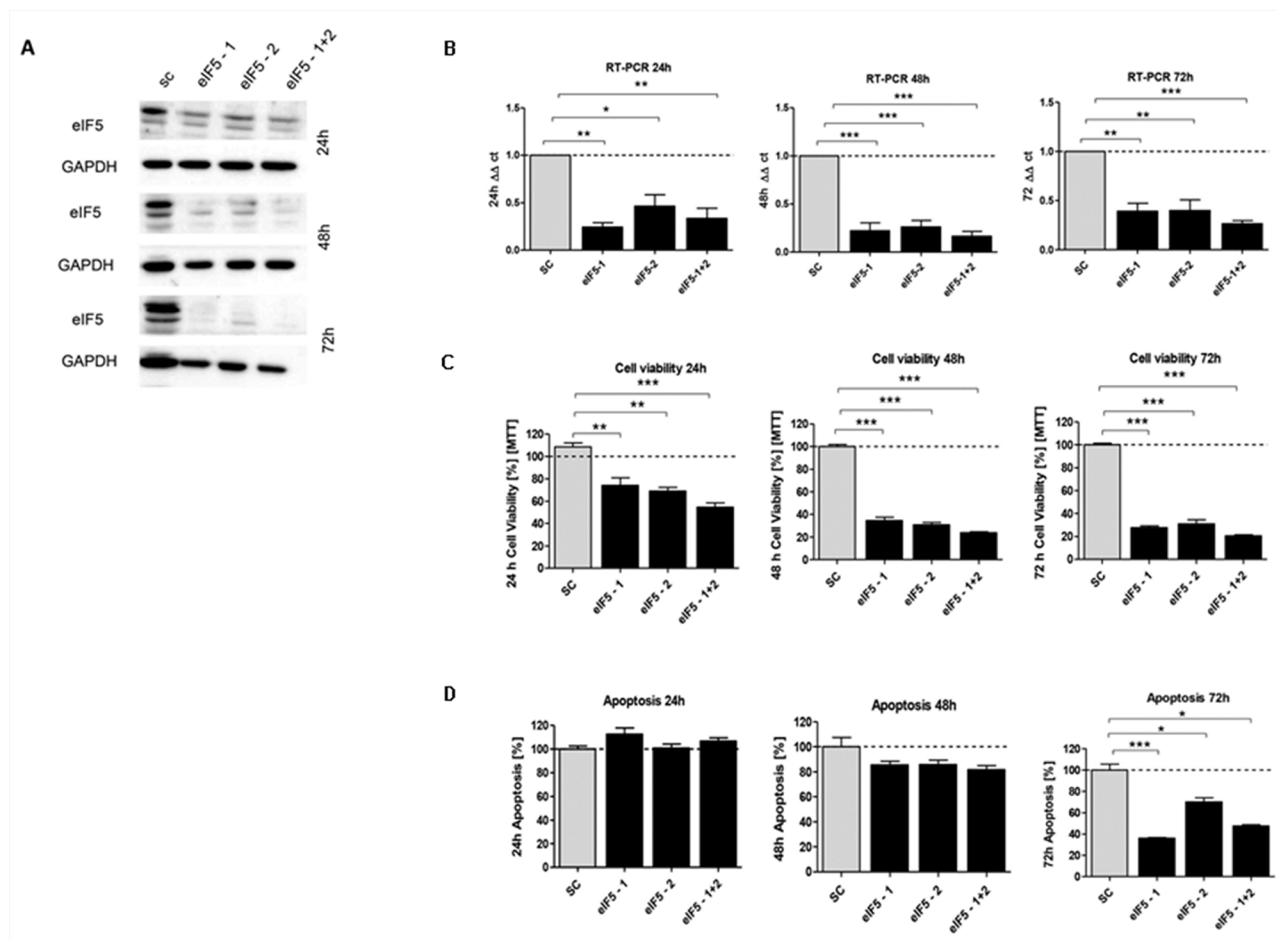 A
sc
eIF5 - 1
eIF5 - 2
eIF5 - 1+2
eIF5
GAPDH
24h
eIF5
GAPDH
48h
eIF5
GAPDH
72h
B
RT-PCR 24h
**
*
**
24h ΔΔ ct
1.5
1.0
0.5
0.0
SC
eIF5-1
eIF5-2
eIF5-1+2
RT-PCR 48h
***
***
***
48h ΔΔ ct
1.5
1.0
0.5
0.0
SC
eIF5-1
eIF5-2
eIF5-1+2
RT-PCR 72h
***
**
**
72 ΔΔ ct
1.5
1.0
0.5
0.0
SC
eIF5-1
eIF5-2
eIF5-1+2
C
Cell viability 24h
***
**
**
24 h Cell Viability [%] [MTT]
120
100
80
60
40
20
0
SC
eIF5 - 1
eIF5 - 2
eIF5 - 1+2
Cell viability 48h
***
***
***
48 h Cell Viability [%] [MTT]
120
100
80
60
40
20
0
SC
eIF5 - 1
eIF5 - 2
eIF5 - 1+2
Cell viability 72h
***
***
***
72 h Cell Viability [%] [MTT]
120
100
80
60
40
20
0
SC
eIF5 - 1
eIF5 - 2
eIF5 - 1+2
D
Apoptosis 24h
24h Apoptosis [%]
120
100
80
60
40
20
0
SC
eIF5 - 1
eIF5 - 2
eIF5 - 1+2
Apoptosis 48h
48h Apoptosis [%]
120
100
80
60
40
20
0
SC
eIF5 - 1
eIF5 - 2
eIF5 - 1+2
Apoptosis 72h
*
*
***
72h Apoptosis [%]
120
100
80
60
40
20
0
SC
eIF5 - 1
eIF5 - 2
eIF5 - 1+2